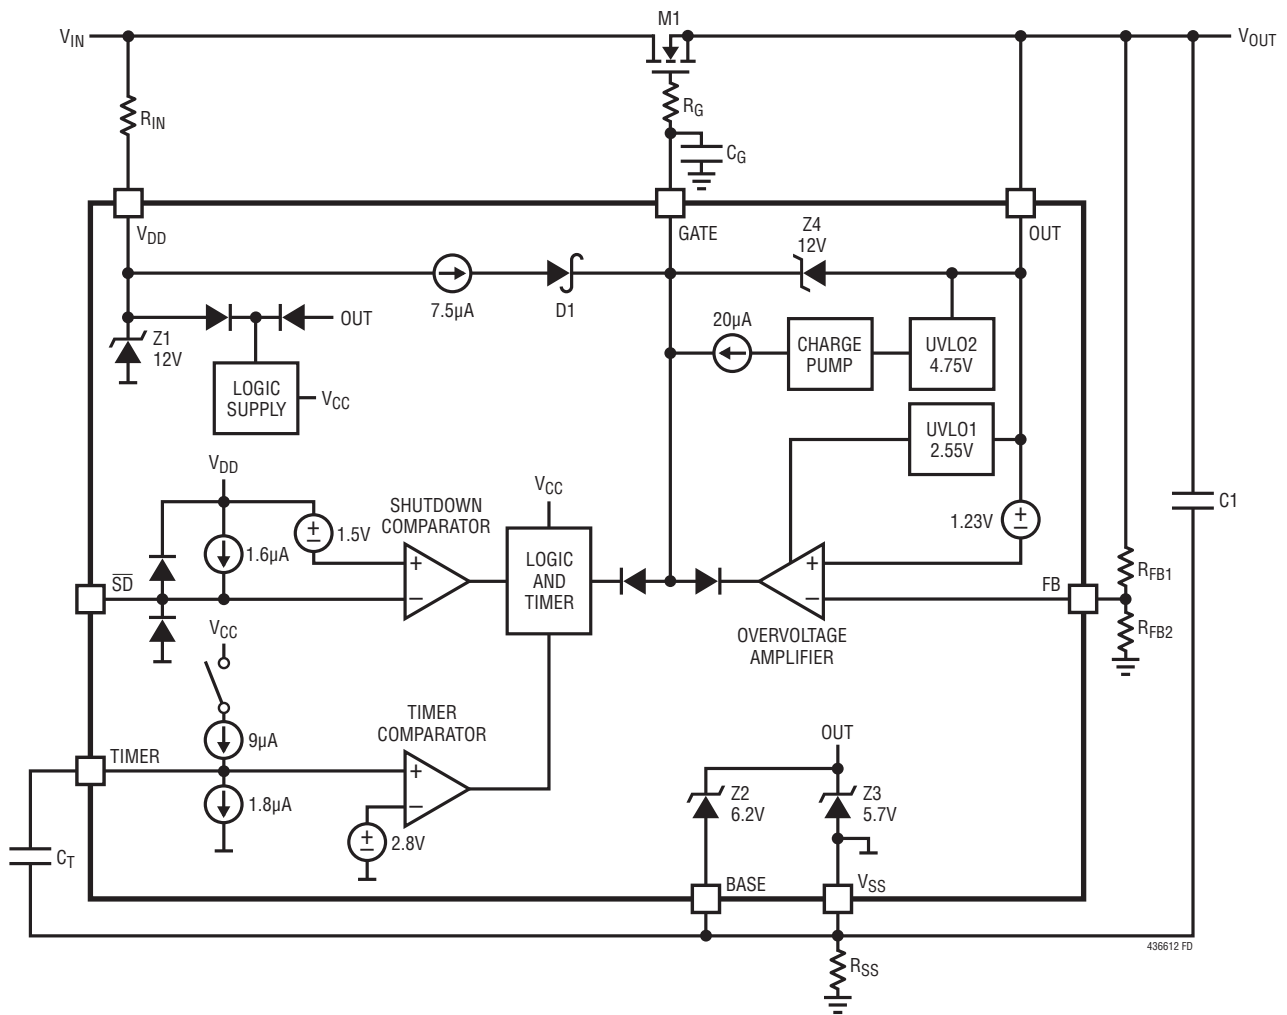 M1
VIN
VOUT
RIN
RG
CG
VDD
GATE
OUT
Z4
12V
7.5µA
D1
OUT
20µA
CHARGE
PUMP
UVLO2
4.75V
Z1
12V
LOGIC
SUPPLY
VCC
UVLO1
2.55V
VDD
SHUTDOWN
COMPARATOR
VCC
+
–
1.5V
1.6µA
+
–
LOGIC
AND
TIMER
+
–
1.23V
+
–
C1
SD
FB
RFB1
RFB2
OVERVOLTAGE
AMPLIFIER
VCC
9µA
TIMER
COMPARATOR
TIMER
1.8µA
+
–
+
–
2.8V
OUT
Z2
6.2V
Z3
5.7V
CT
BASE
VSS
436612 FD
RSS